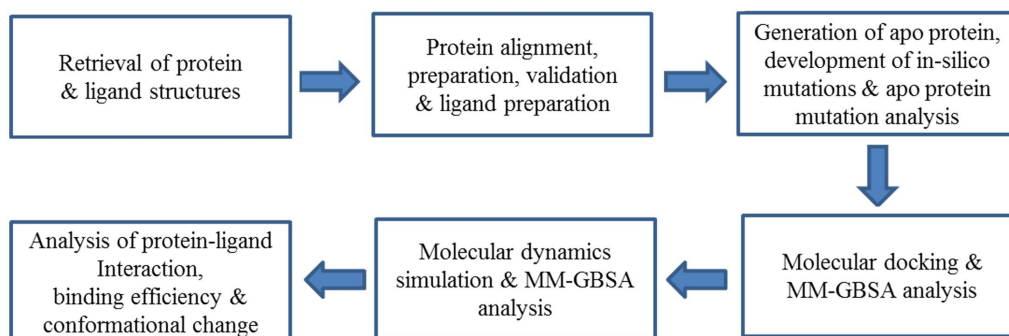 Retrieval of protein
& ligand structures
Protein alignment,
preparation, validation
& ligand preparation
Generation of apo protein,
development of in-silico
mutations & apo protein
mutation analysis
Molecular docking &
MM-GBSA analysis
Molecular dynamics
simulation & MM-GBSA
analysis
Analysis of protein-ligand
Interaction,
binding efficiency &
conformational change